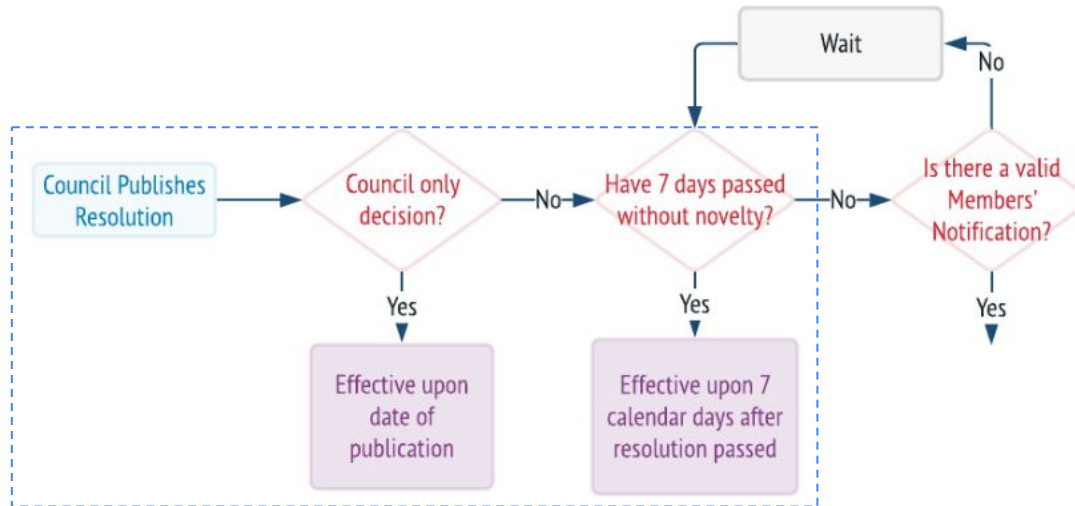 Wait
No
Council Publishes
Resolution
Council only
decision?
No
Have 7 days passed
without novelty?
No
Is there a valid
Members'
Notification?
Yes
Yes
Yes
Effective upon
date of
publication
Effective upon 7
calendar days after
resolution passed